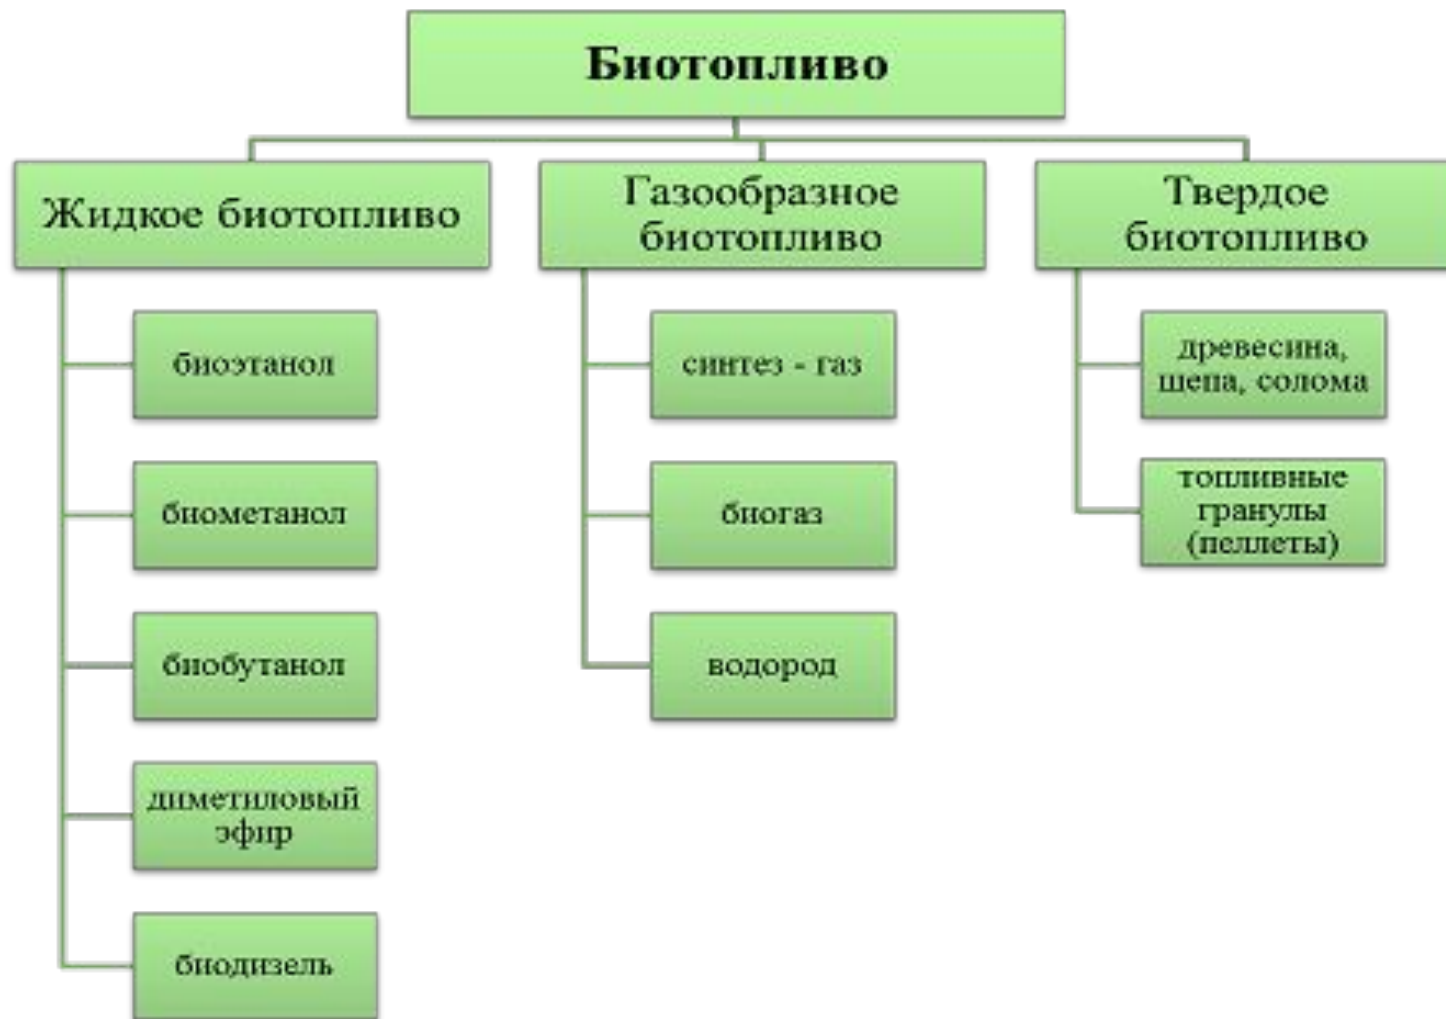 Биотопливо
Жидкое биотопливо
Газообразное
биотопливо
Твердое
биотопливо
биоэтанол
биометанол
биобутанол
диметиловый
эфир
биодизель
синтез - газ
биогаз
водород
древесина,
щепа, солома
топливные
гранулы
(пеллеты)